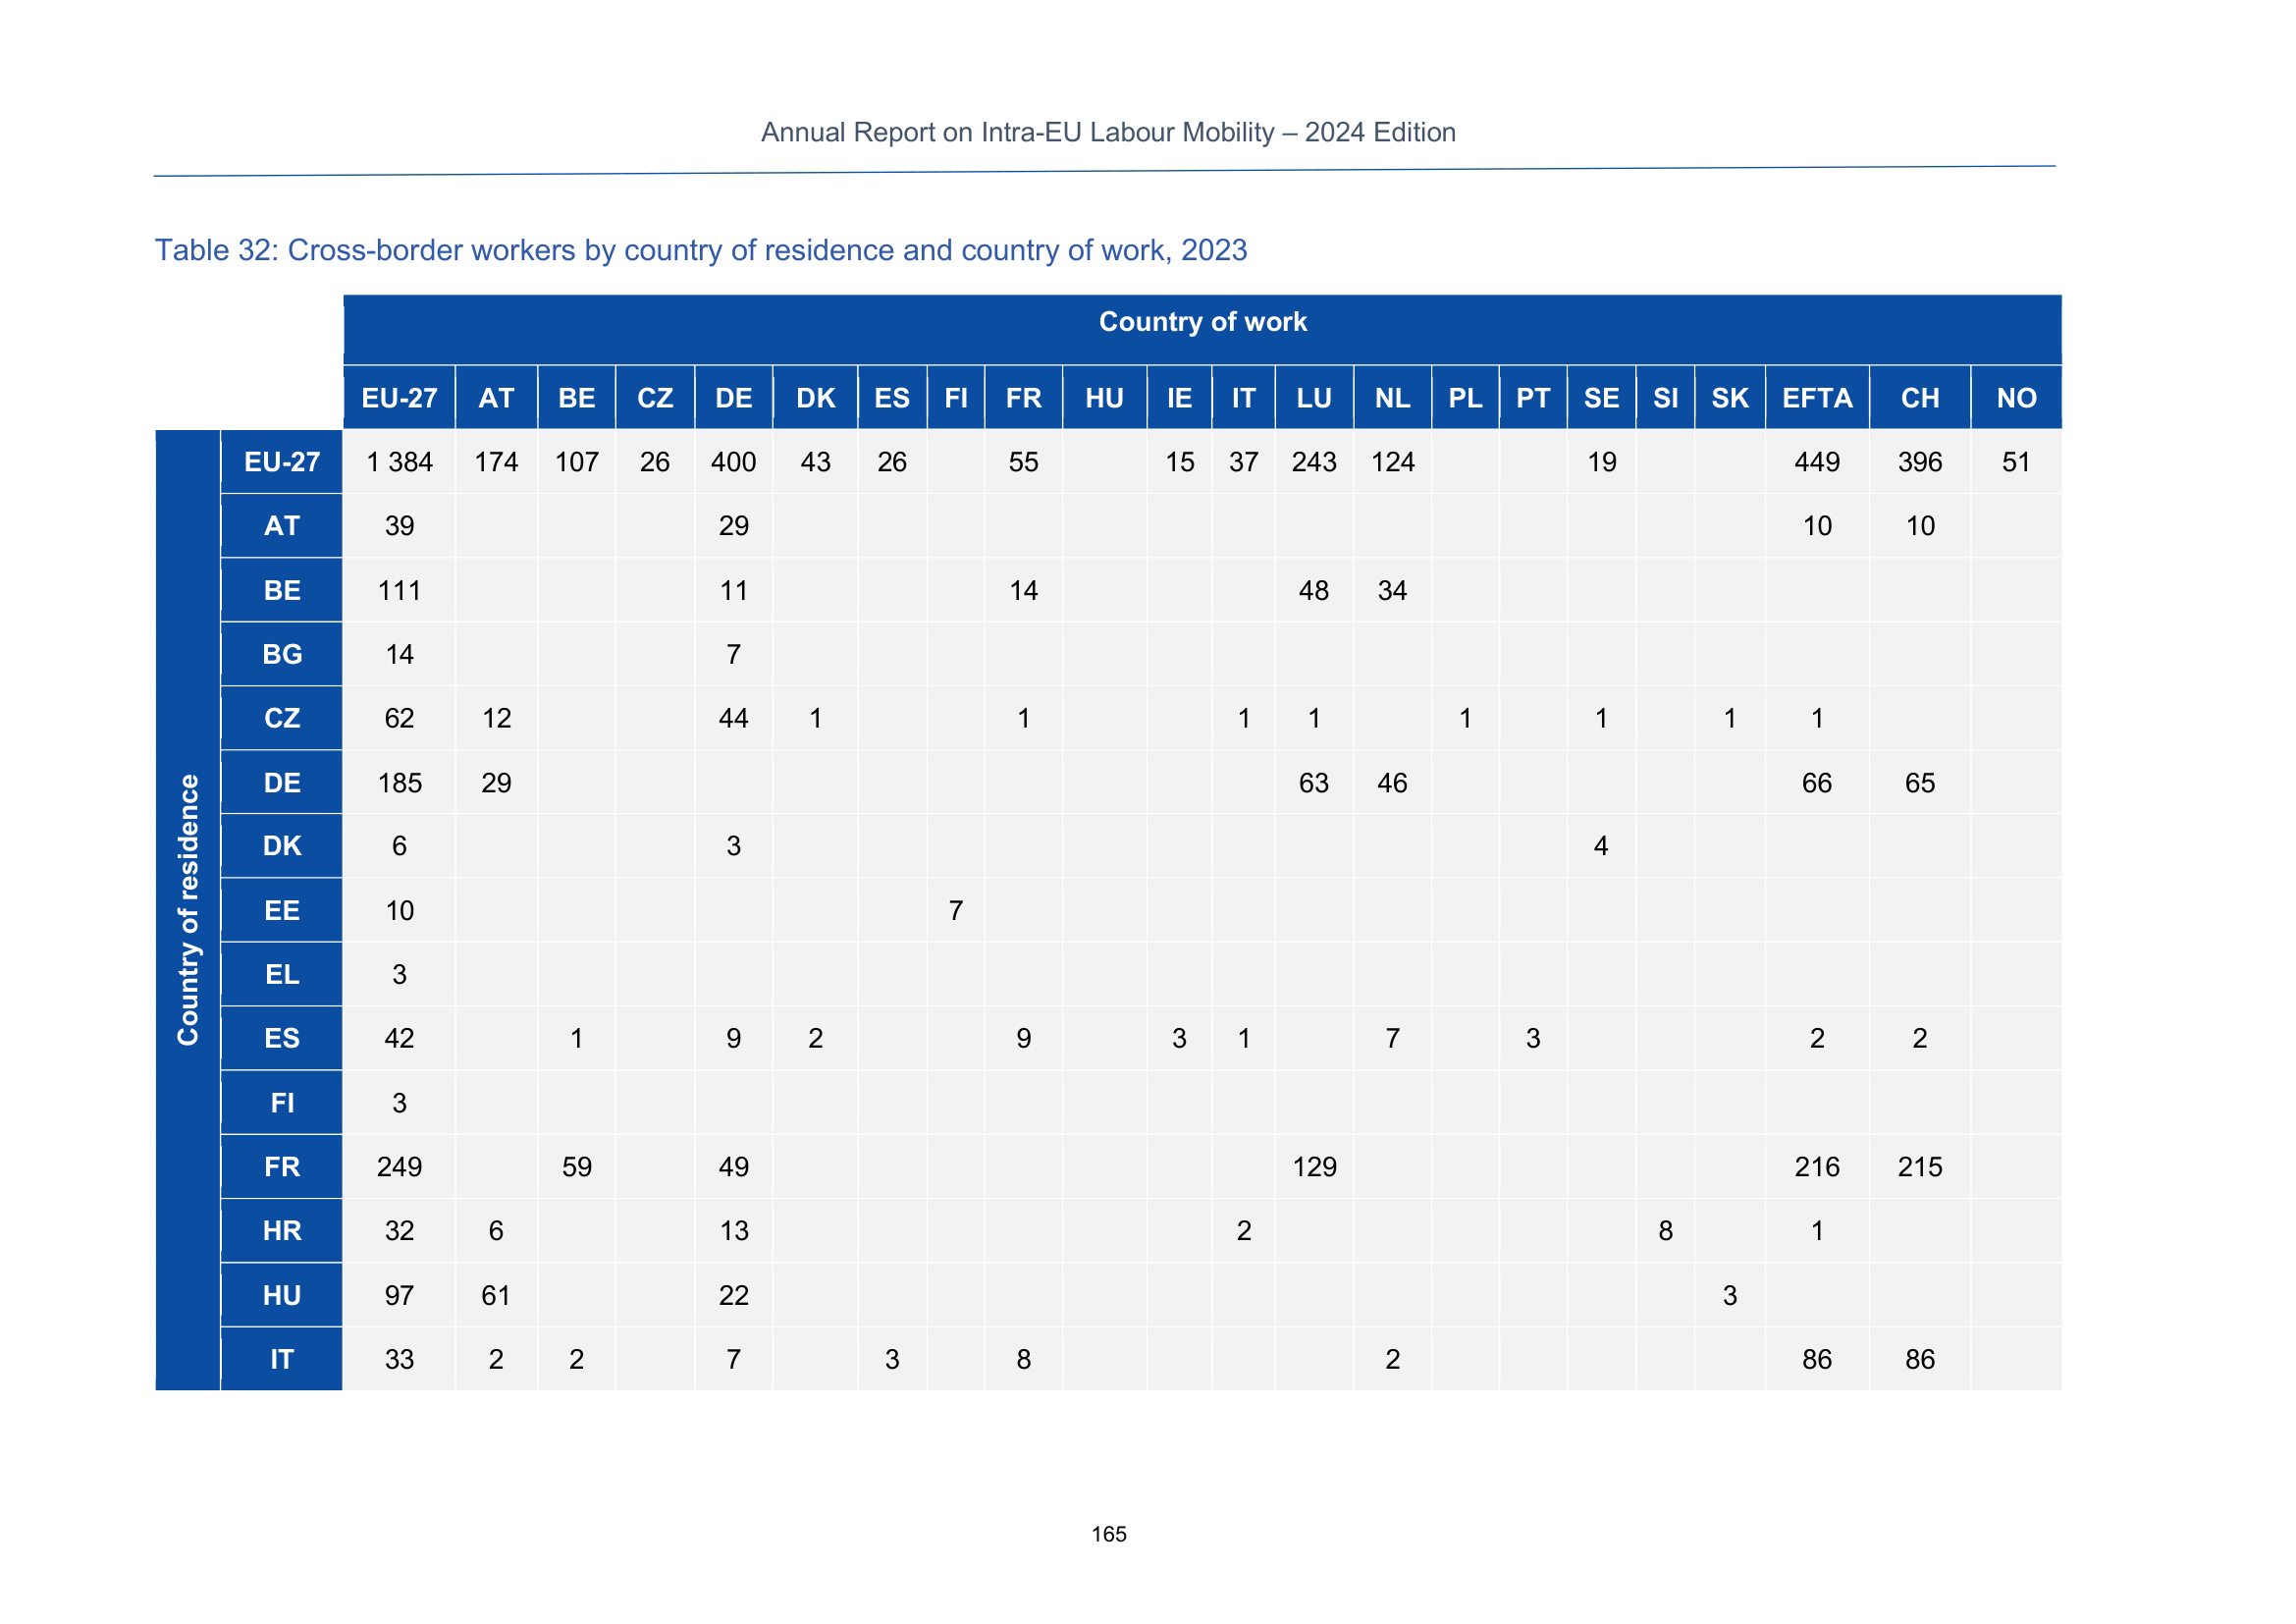 Annual Report on Intra-EU Labour Mobility – 2024 Edition
Table 32: Cross-border workers by country of residence and country of work, 2023
Country of work
EU-27 AT BE CZ DE DK ES FI FR HU IE IT LU NL PL PT SE SI SK EFTA CH NO
Country of residence
EU-27 1 384 174 107 26 400 43 26 55 15 37 243 124 19 449 396 51
AT 39 29 10 10
BE 111 11 14 48 34
BG 14 7
CZ 62 12 44 1 1 1 1 1 1 1 1
DE 185 29 63 46 66 65
DK 6 3 4
EE 10 7
EL 3
ES 42 1 9 2 9 3 1 7 3 2 2
FI 3
FR 249 59 49 129 216 215
HR 32 6 13 2 8 1
HU 97 61 22 3
IT 33 2 2 7 3 8 2 86 86
165